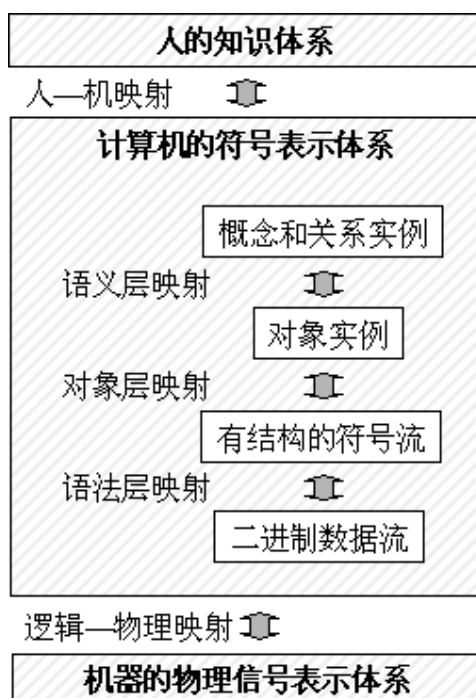 人的知识体系
人—机映射
计算机的符号表示体系
概念和关系实例
语义层映射
对象实例
对象层映射
有结构的符号流
语法层映射
二进制数据流
逻辑—物理映射
机器的物理信号表示体系